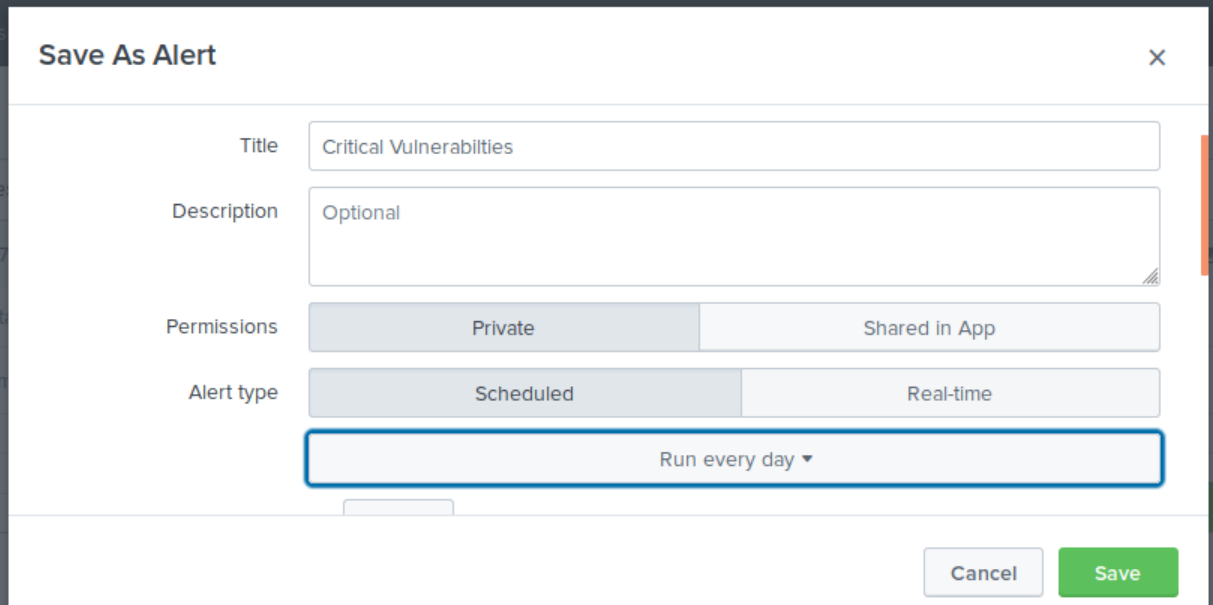 Save As Alert
×
Title
Critical Vulnerabilties
Description
Optional
Permissions
Private
Shared in App
Alert type
Scheduled
Real-time
Run every day
Cancel
Save